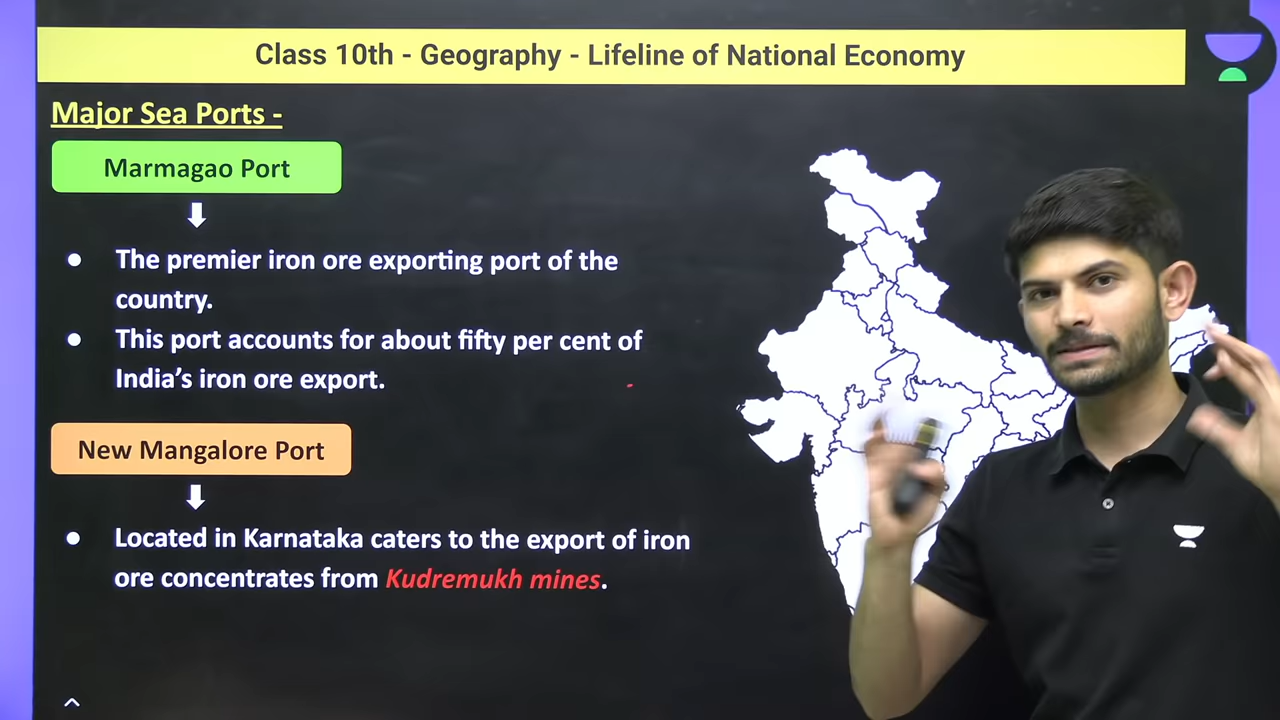 Class 10th - Geography - Lifeline of National Economy
Major Sea Ports -
Marmagao Port
The premier iron ore exporting port of the
country.
This port accounts for about fifty per cent of
India's iron ore export.
New Mangalore Port
Located in Karnataka caters to the export of iron
ore concentrates from Kudremukh mines.